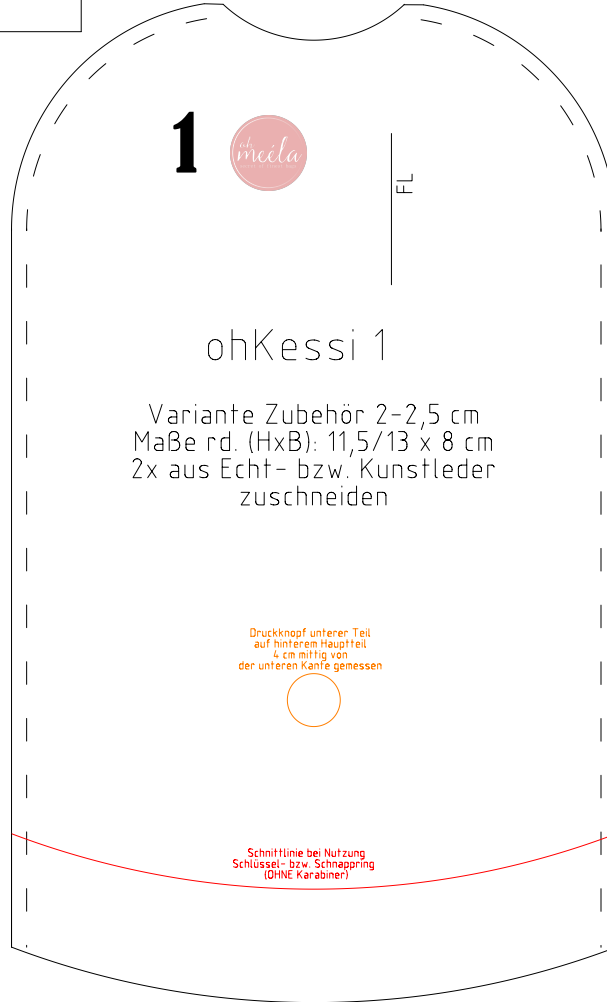 1
oh
meela
FL
ohKessi 1
Variante Zubehör 2-2,5 cm
Maße rd. (HxB): 11,5/13 x 8 cm
2x aus Echt- bzw. Kunstleder
zuschneiden
Druckknopf unterer Teil
auf hinterem Hauptteil
4 cm mittig von
der unteren Kante gemessen
Schnittlinie bei Nutzung
Schlüssel- bzw. Schnappring
(OHNE Karabiner)